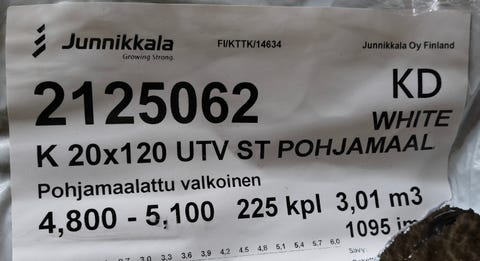 Junnikkala
Growing Strong.
FI/KTTK/14634
Junnikkala Oy Finland
2125062
KD
WHITE
K 20x120 UTV ST POHJAMAAL
Pohjamaalattu valkoinen
4,800 - 5,100 225 kpl 3,01 m3
1095
3.0 3.3 3.6 3.9 4.2 4.5 4.8 5,1 5.4 5.7 6.0